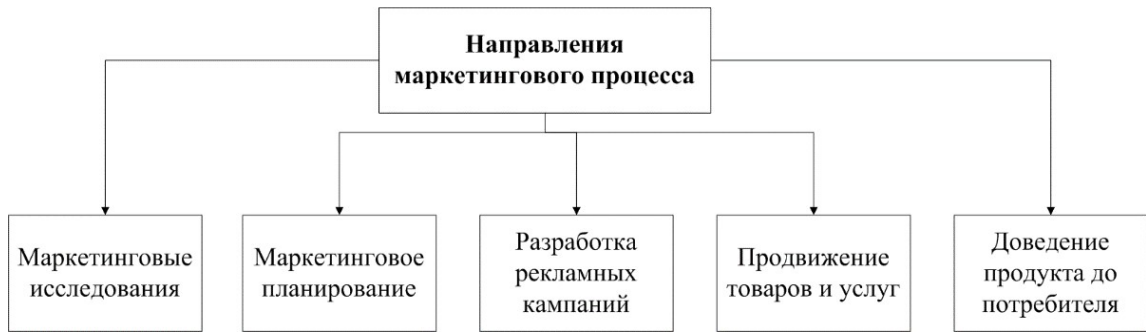 Направления
маркетингового процесса
Маркетинговые
исследования
Маркетинговое
планирование
Разработка
рекламных
кампаний
Продвижение
товаров и услуг
Доведение
продукта до
потребителя